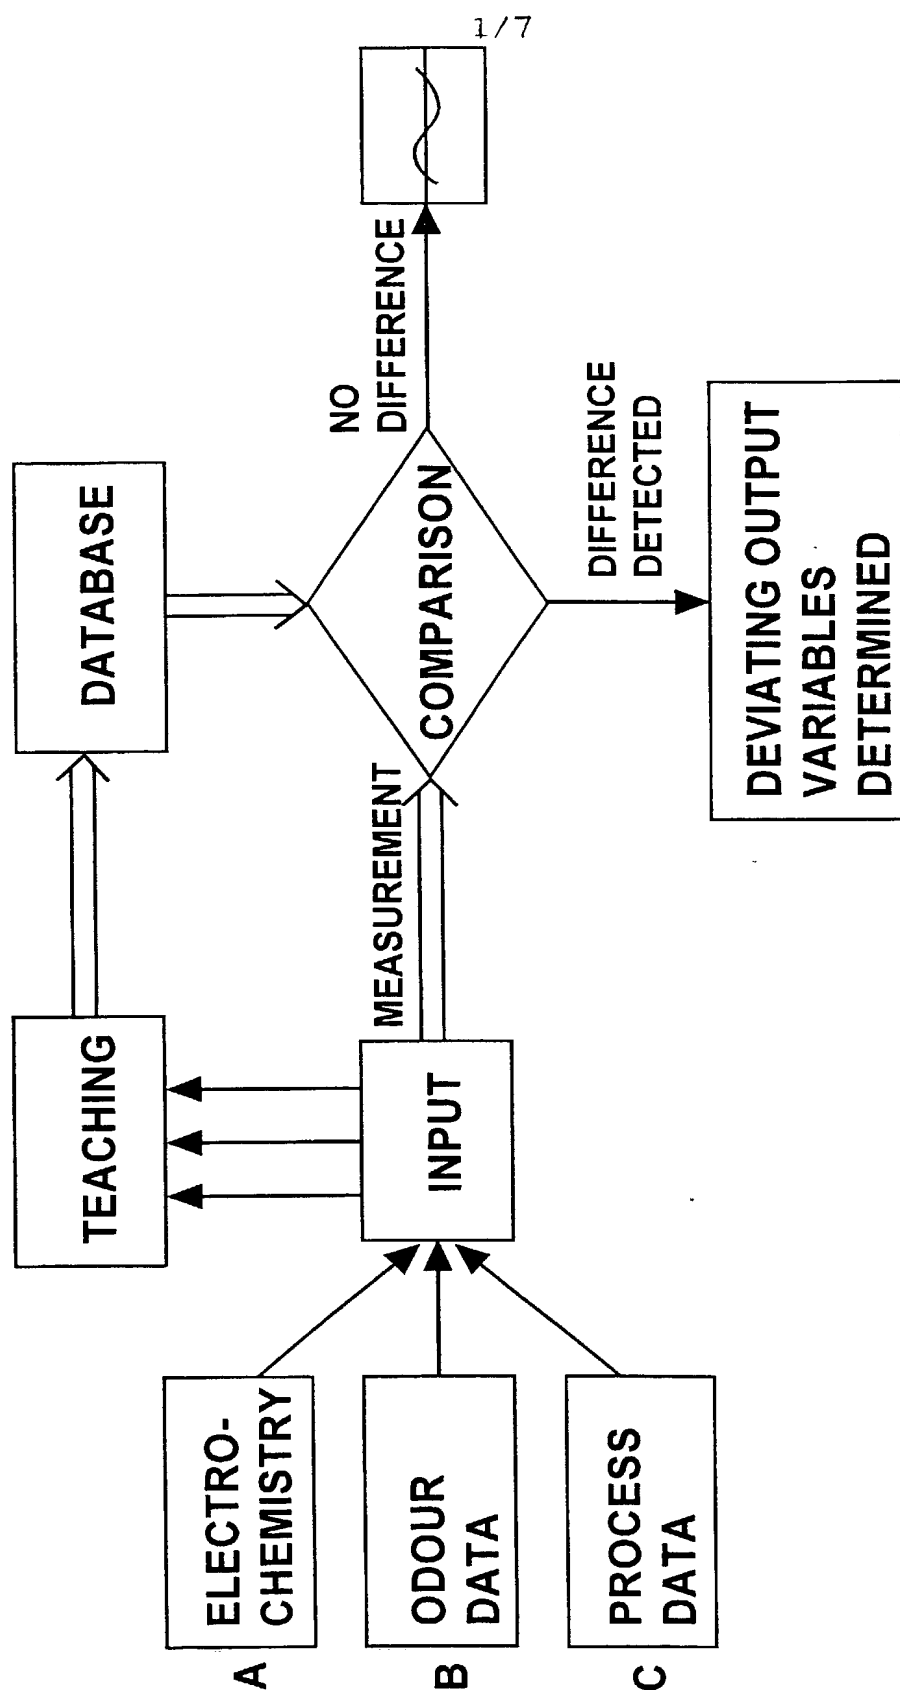 1/7
TEACHING
DATABASE
A
ELECTRO-
CHEMISTRY
B
ODOUR
DATA
C
PROCESS
DATA
INPUT
MEASUREMENT
COMPARISON
NO
DIFFERENCE
DIFFERENCE
DETECTED
DEVIATING OUTPUT
VARIABLES
DETERMINED